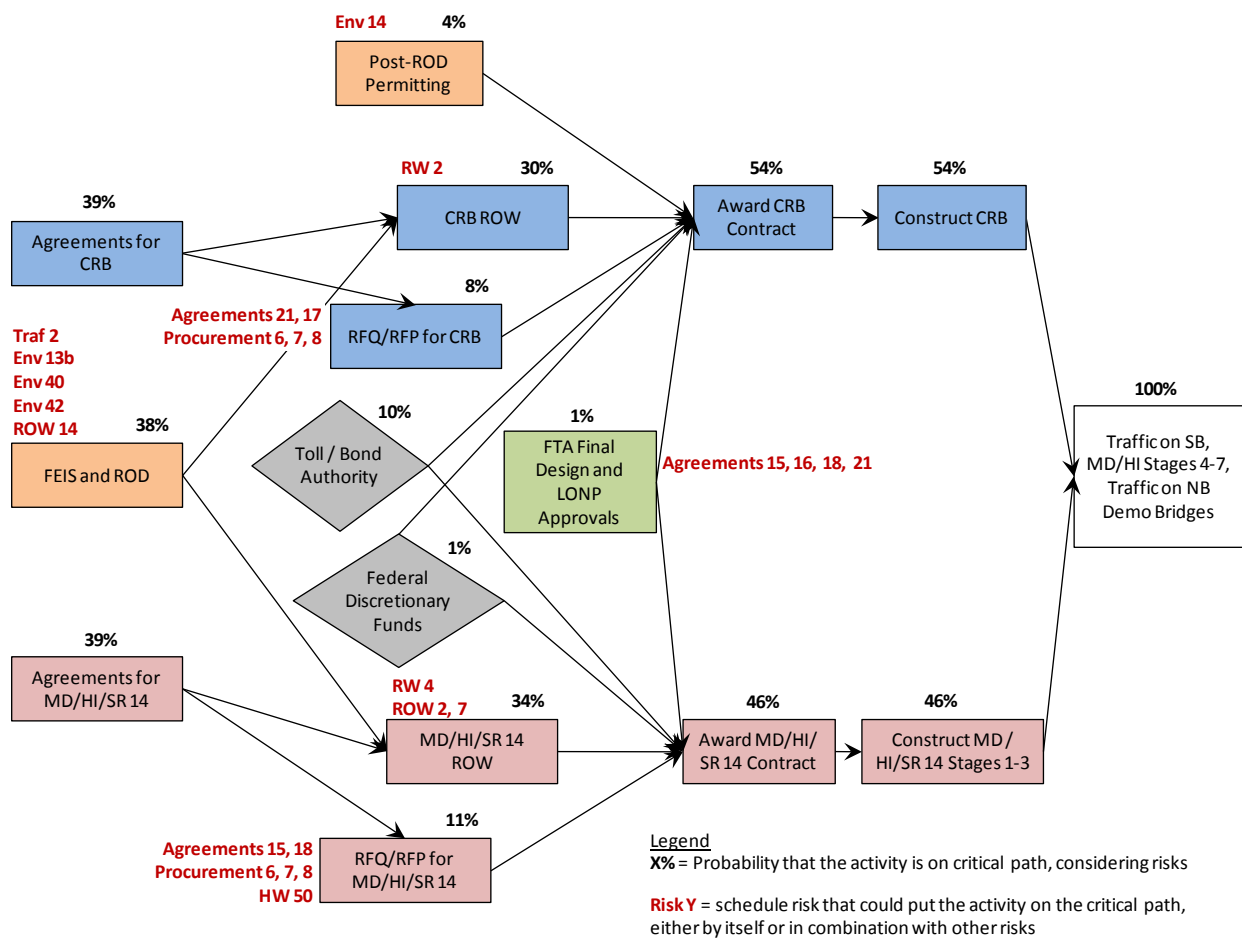 Env 14
4%
Post-ROD
Permitting
RW 2
30%
CRB ROW
54%
Award CRB
Contract
54%
Construct CRB
39%
Agreements for
CRB
8%
RFQ/RFP for CRB
Agreements 21, 17
Procurement 6, 7, 8
Traf 2
Env 13b
Env 40
Env 42
ROW 14
38%
FEIS and ROD
10%
Toll / Bond
Authority
1%
FTA Final
Design and
LONP
Approvals
Agreements 15, 16, 18, 21
100%
Traffic on SB,
MD/HI Stages 4-7,
Traffic on NB
Demo Bridges
1%
Federal
Discretionary
Funds
39%
Agreements for
MD/HI/SR 14
RW 4
ROW 2, 7
34%
MD/HI/SR 14
ROW
46%
Award MD/HI/
SR 14 Contract
46%
Construct MD /
HI/SR 14 Stages 1-3
11%
RFQ/RFP for
MD/HI/SR 14
Agreements 15, 18
Procurement 6, 7, 8
HW 50
Legend
X% = Probability that the activity is on critical path, considering risks
Risk Y = schedule risk that could put the activity on the critical path,
either by itself or in combination with other risks